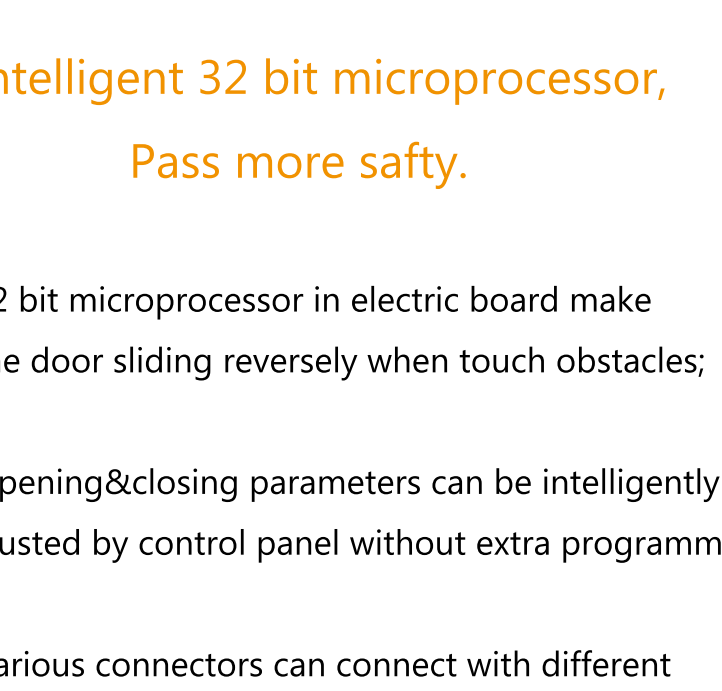 ntelligent 32 bit microprocessor,
Pass more safty.
2 bit microprocessor in electric board make
e door sliding reversely when touch obstacles;
pening&closing parameters can be intelligently
usted by control panel without extra programm
arious connectors can connect with different